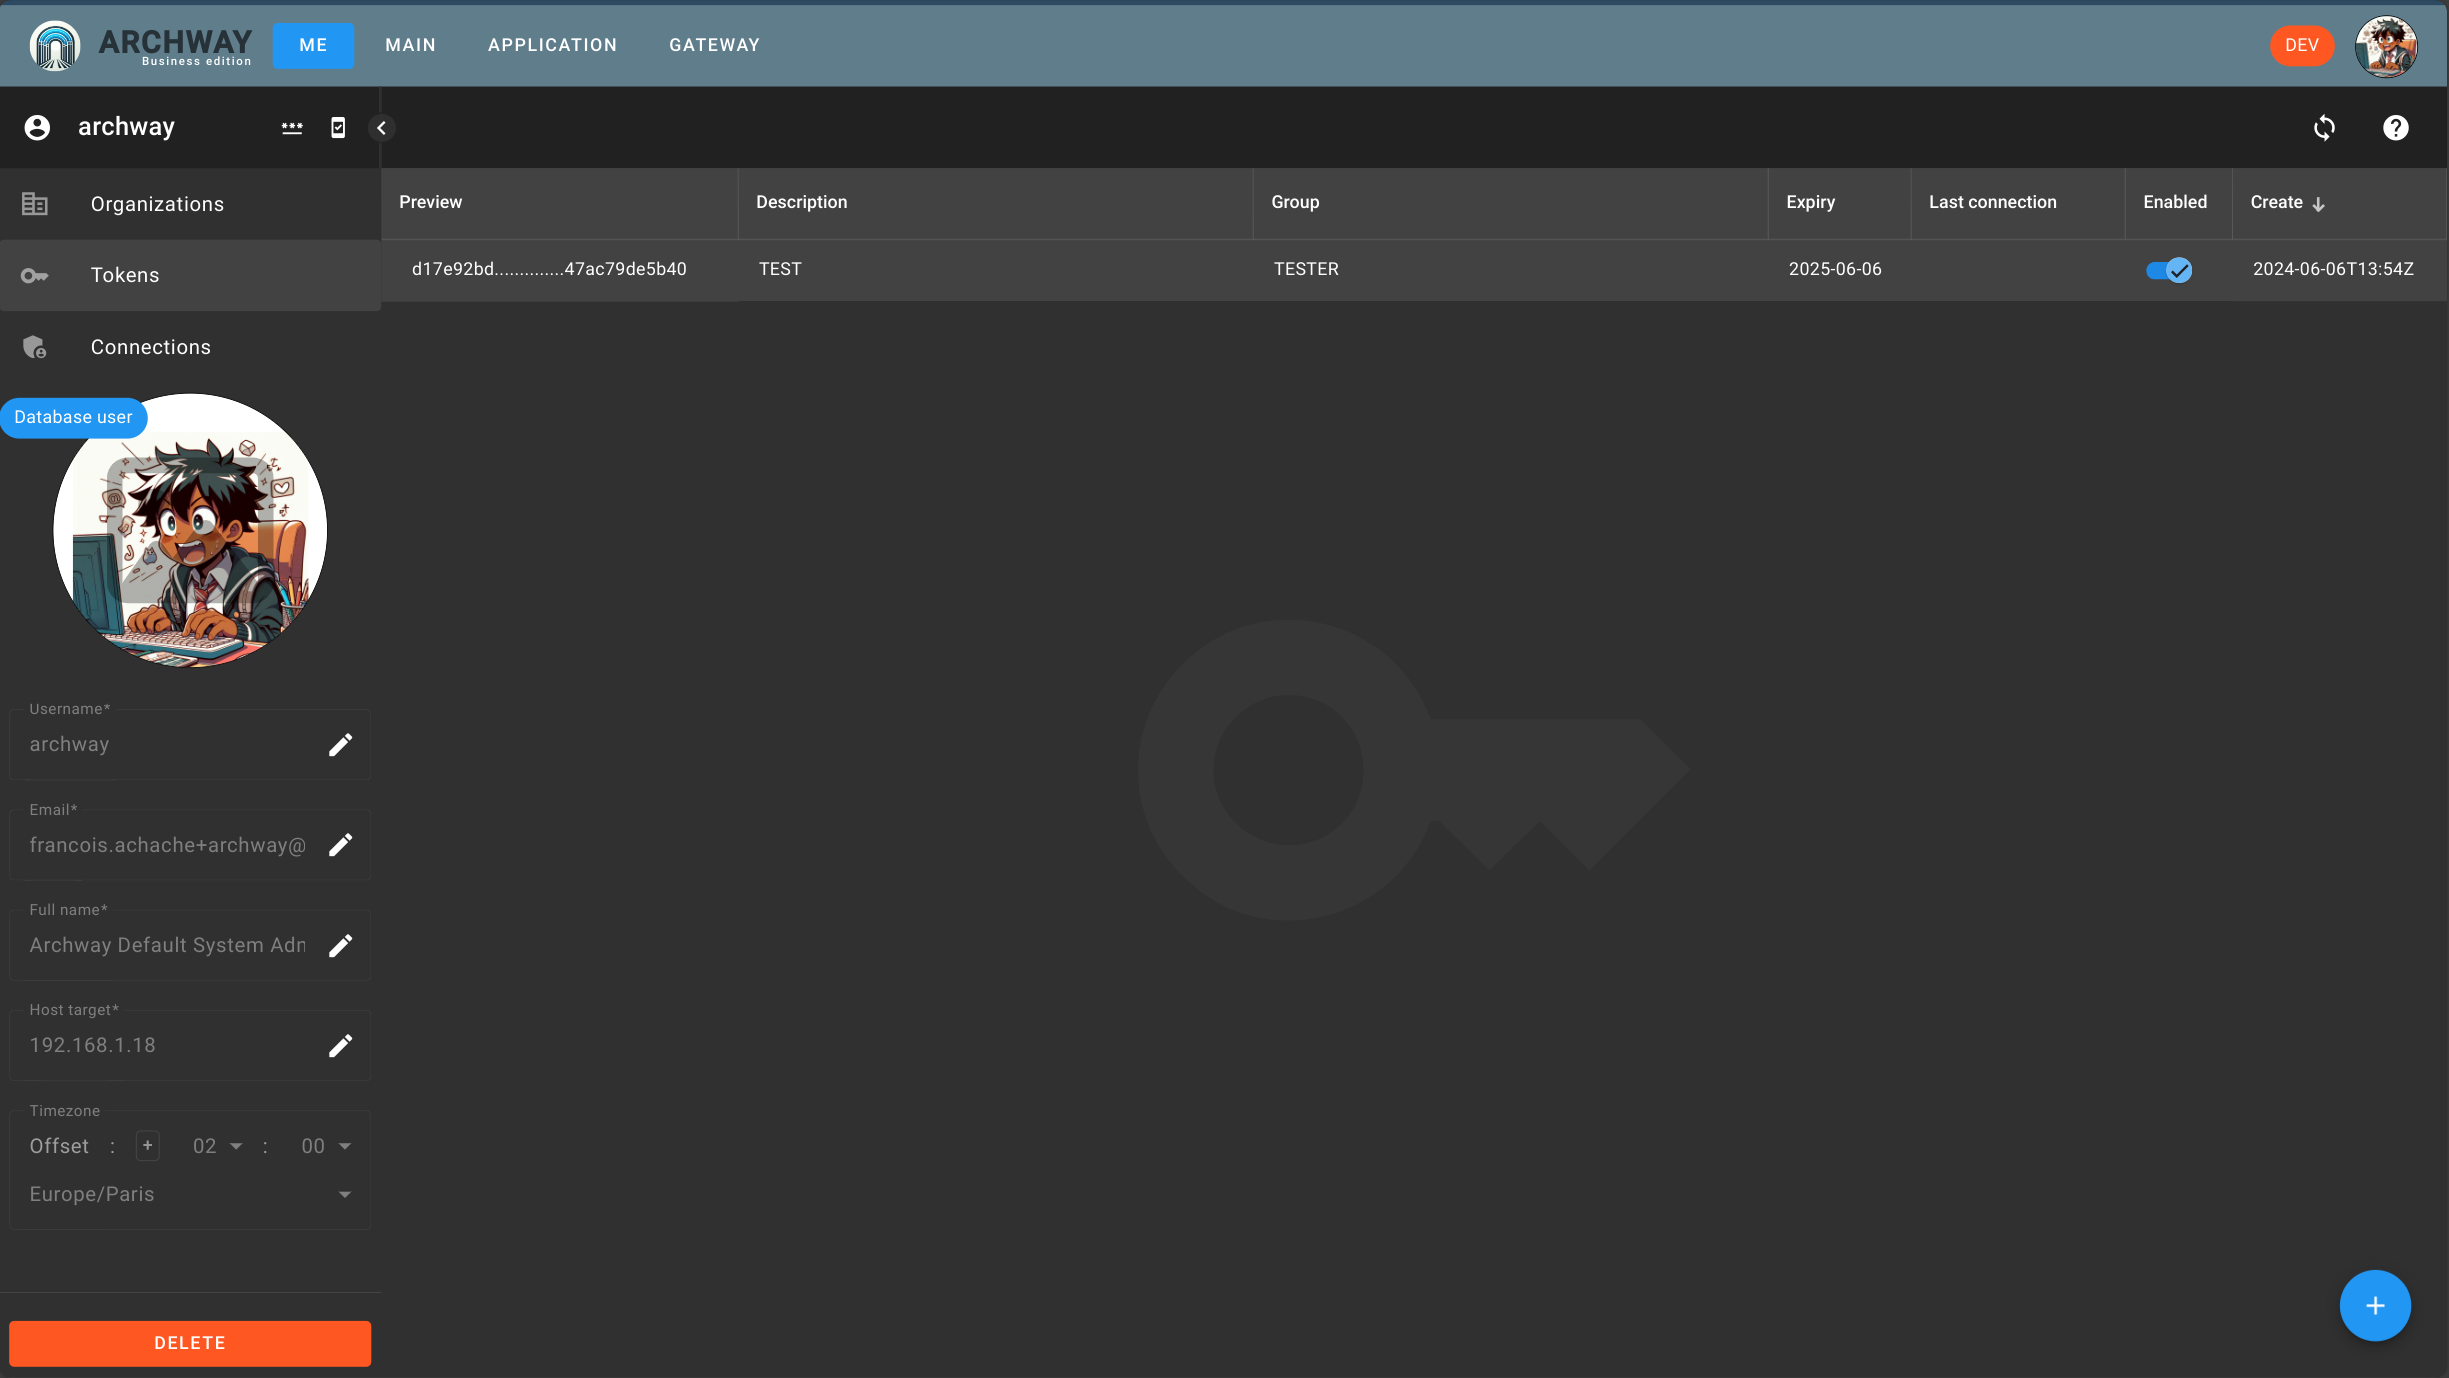 ARCHWAY
Business edition
ME
MAIN
APPLICATION
GATEWAY
DEV
archway
Organizations
Tokens
Connections
Database user
Username*
archway
Email*
francois.achache+archway@
Full name*
Archway Default System Adm
Host target*
192.168.1.18
Timezone
Offset : + 02 : 00
Europe/Paris
DELETE
Preview Description Group Expiry Last connection Enabled Create
d17e92bd..............47ac79de5b40 TEST TESTER 2025-06-06 2024-06-06T13:54Z